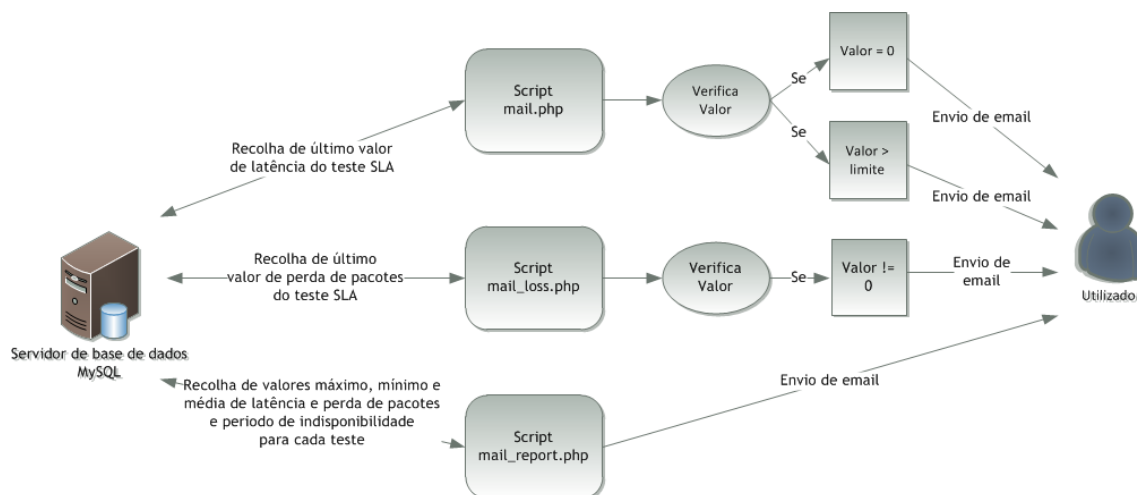 Recolha de último valor
de latência do teste SLA
Script
mail.php
Verifica
Valor
Se
Se
Valor = 0
Valor >
limite
Envio de email
Envio de email
Servidor de base de dados
MySQL
Recolha de último
valor de perda de pacotes
do teste SLA
Script
mail_loss.php
Verifica
Valor
Se
Valor !=
0
Envio de
email
Utilizado
Recolha de valores máximo, mínimo e
média de latência e perda de pacotes
e periodo de indisponibilidade
para cada teste
Script
mail_report.php
Envio de email